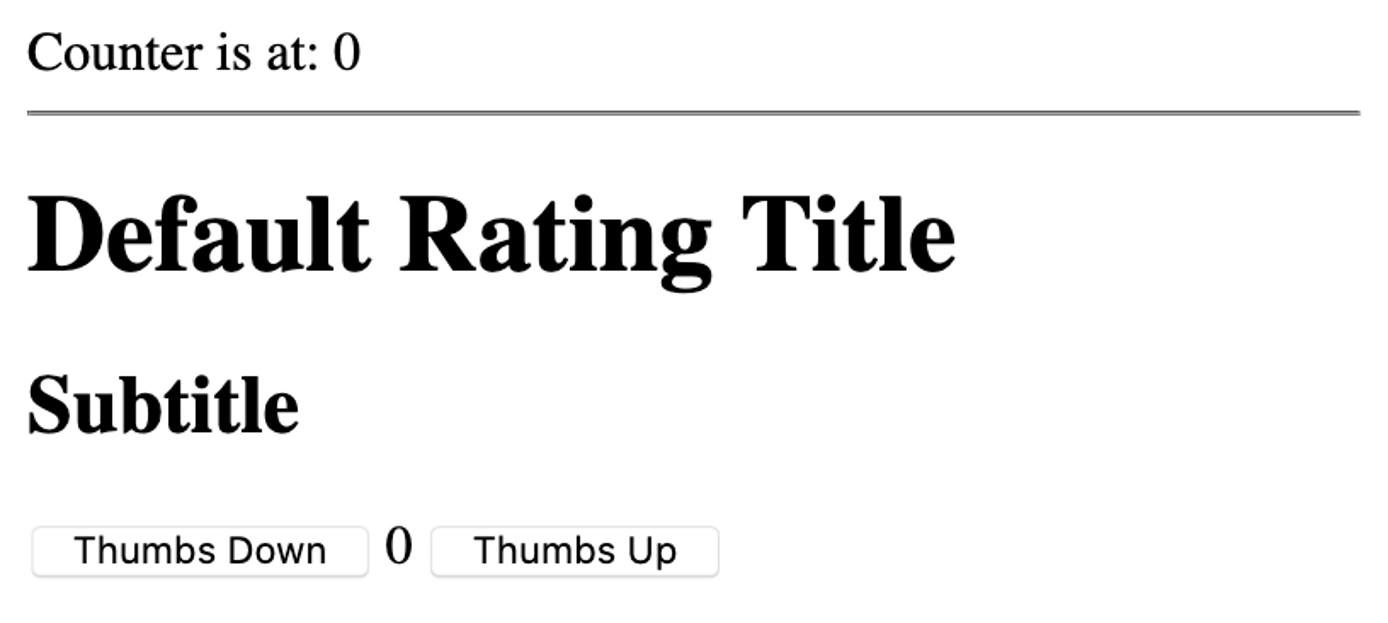 Counter is at: 0
Default Rating Title
Subtitle
Thumbs Down 0 Thumbs Up